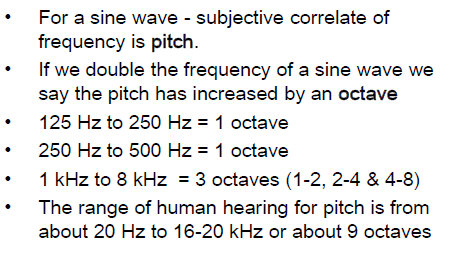 • For a sine wave - subjective correlate of
frequency is pitch.
• If we double the frequency of a sine wave we
say the pitch has increased by an octave
• 125 Hz to 250 Hz = 1 octave
• 250 Hz to 500 Hz = 1 octave
• 1 kHz to 8 kHz = 3 octaves (1-2, 2-4 & 4-8)
• The range of human hearing for pitch is from
about 20 Hz to 16-20 kHz or about 9 octaves